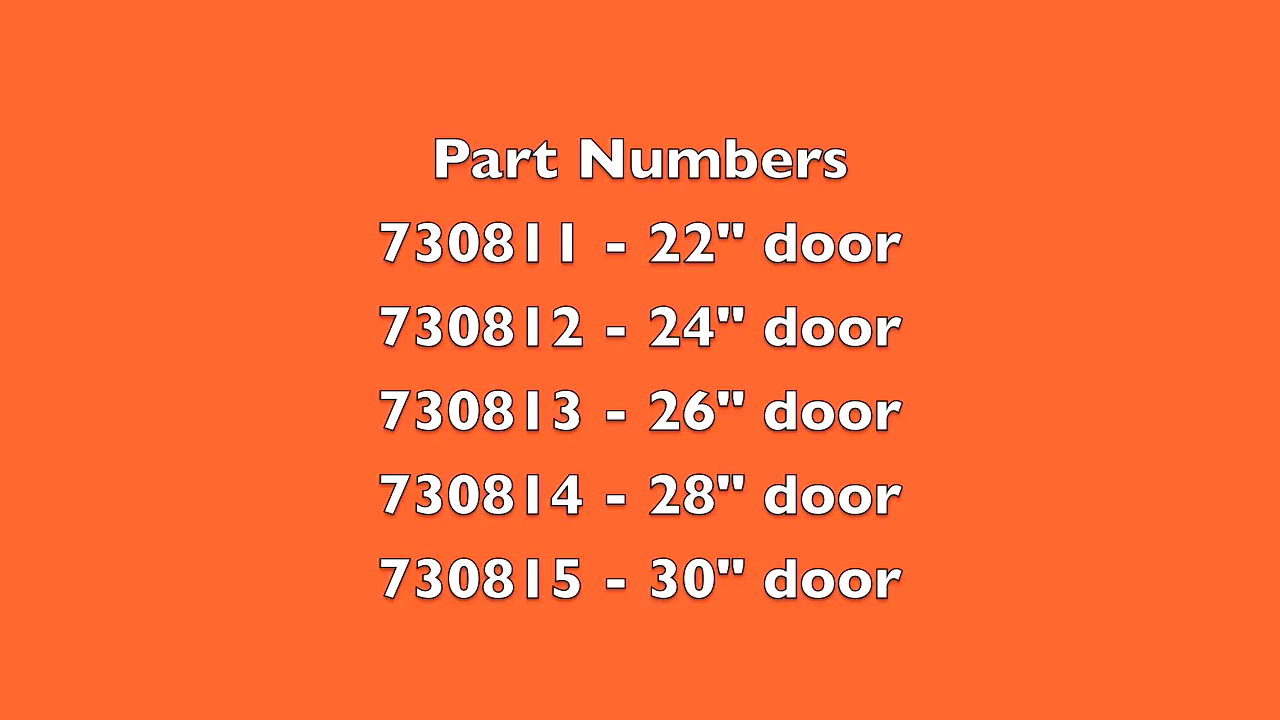 Part Numbers
730811 - 22" door
730812 - 24" door
730813 - 26" door
730814 - 28" door
730815 - 30" door